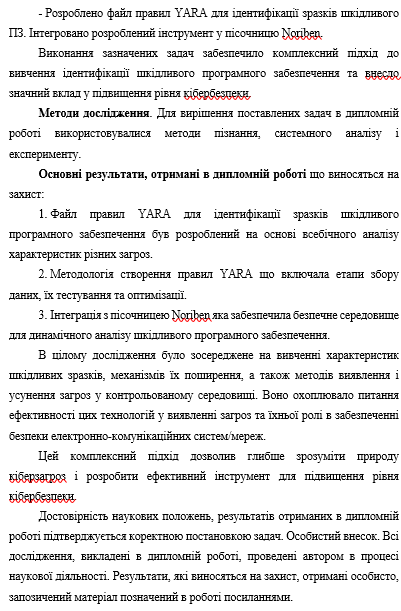 - Розроблено файл правил YARA для ідентифікації зразків шкідливого
ПЗ. Інтегровано розроблений інструмент у пісочницю Noriben.
Виконання зазначених задач забезпечило комплексний підхід до
вивчення ідентифікації шкідливого програмного забезпечення та внесло
значний вклад у підвищення рівня кібербезпеки.
Методи дослідження. Для вирішення поставлених задач в дипломній
роботі використовувалися методи пізнання, системного аналізу і
експерименту.
Основні результати, отримані в дипломній роботі що виносяться на
захист:
1. Файл правил YARA для ідентифікації зразків шкідливого
програмного забезпечення був розроблений на основі всебічного аналізу
характеристик різних загроз.
2. Методологія створення правил YARA що включала етапи збору
даних, їх тестування та оптимізації.
3. Інтеграція з пісочницею Noriben яка забезпечила безпечне середовище
для динамічного аналізу шкідливого програмного забезпечення.
В цілому дослідження було зосереджене на вивченні характеристик
шкідливих зразків, механізмів їх поширення, а також методів виявлення і
усунення загроз у контрольованому середовищі. Воно охоплювало питання
ефективності цих технологій у виявленні загроз та їхньої ролі в забезпеченні
безпеки електронно-комунікаційних систем/мереж.
Цей комплексний підхід дозволив глибше зрозуміти природу
кіберзагроз і розробити ефективний інструмент для підвищення рівня
кібербезпеки.
Достовірність наукових положень, результатів отриманих в дипломній
роботі підтверджується коректною постановкою задач. Особистий внесок. Всі
дослідження, викладені в дипломній роботі, проведені автором в процесі
наукової діяльності. Результати, які виносяться на захист, отримані особисто,
запозичений матеріал позначений в роботі посиланнями.